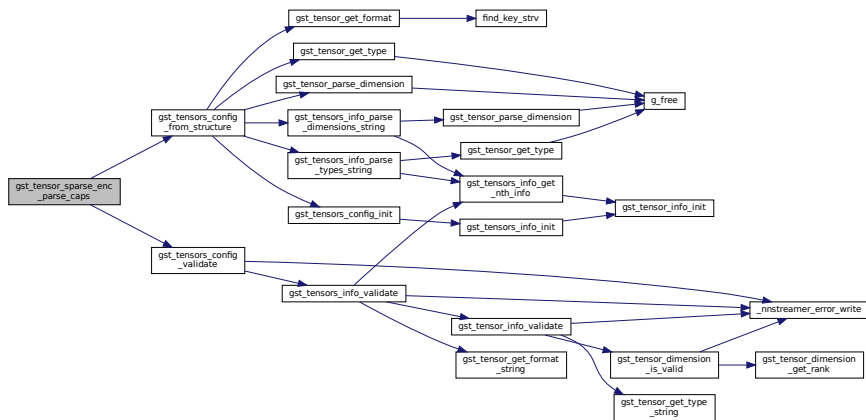 gst_tensor_sparse_enc
_parse_caps
gst_tensors_config
_from_structure
gst_tensors_config
_validate
gst_tensor_get_format
gst_tensor_get_type
gst_tensor_parse_dimension
gst_tensors_info_parse
_dimensions_string
gst_tensors_info_parse
_types_string
gst_tensors_config_init
gst_tensors_info_validate
find_key_strv
gst_tensor_parse_dimension
gst_tensor_get_type
gst_tensors_info_get
_nth_info
gst_tensors_info_init
gst_tensor_info_validate
gst_tensor_get_format
_string
g_free
gst_tensor_info_init
gst_tensor_dimension
_is_valid
gst_tensor_get_type
_string
_nnstreamer_error_write
gst_tensor_dimension
_get_rank